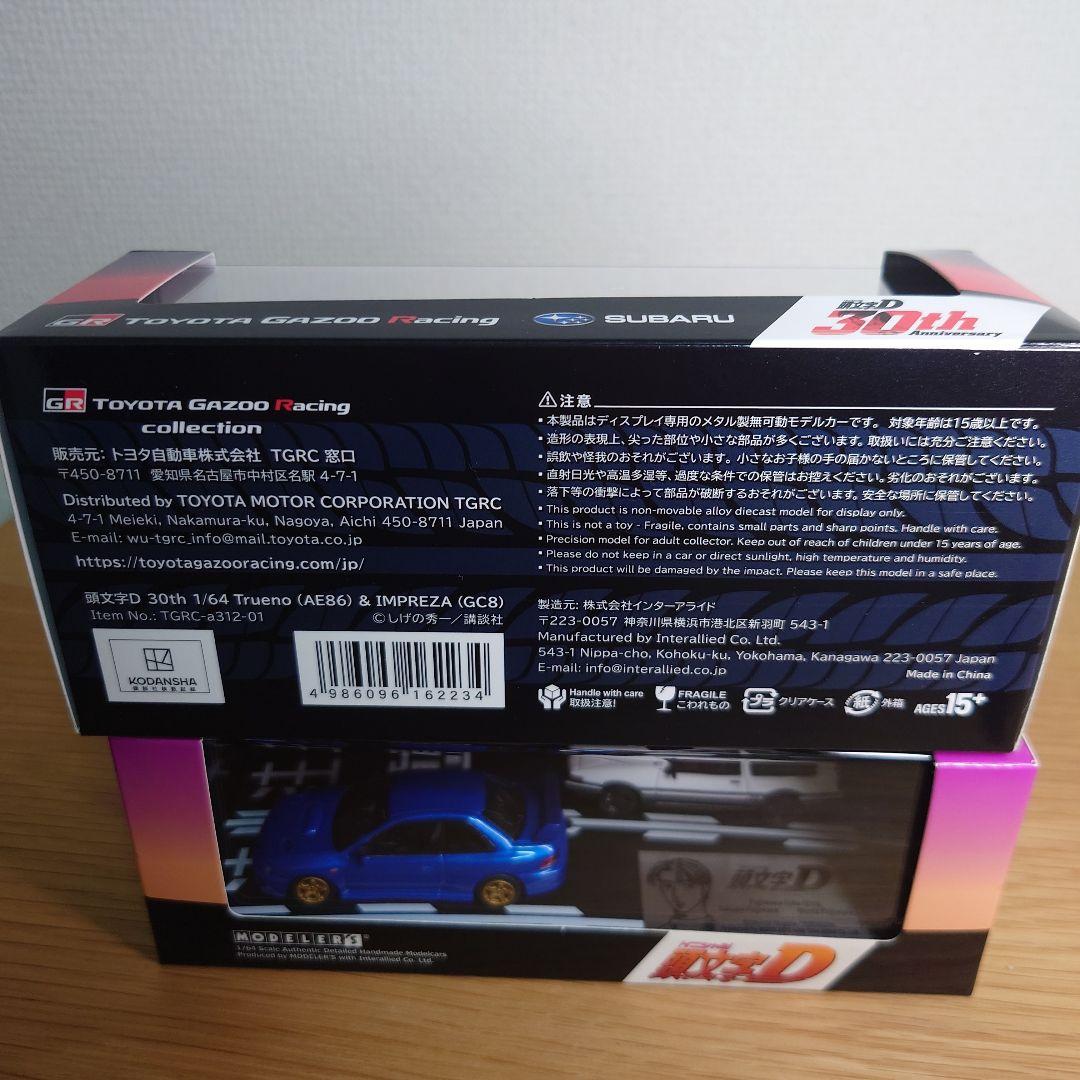 GR TOYOTA GAZOO Racing SUBARU 頭文字D 30th Anniversary
GR TOYOTA GAZOO Racing
collection
販売元: トヨタ自動車株式会社 TGRC 窓口
〒450-8711 愛知県名古屋市中村区名駅 4-7-1
Distributed by TOYOTA MOTOR CORPORATION TGRC
4-7-1 Meieki, Nakamura-ku, Nagoya, Aichi 450-8711 Japan
E-mail: wu-tgrc_info@mail.toyota.co.jp
https://toyotagazooracing.com/jp/
頭文字D 30th 1/64 Trueno (AE86) & IMPREZA (GC8)
Item No.: TGRC-a312-01 ©しげの秀一/講談社
KODANSHA
4 986096 162234
注意
・本製品はディスプレイ専用のメタル製無可動モデルカーです。対象年齢は15歳以上です。
・造形の表現上、尖った部位や小さな部品が多くございます。取扱いには充分ご注意ください。
・誤飲や怪我のおそれがございます。小さなお子様の手の届かないところに保管してください。
・直射日光や高温多湿等、過度な条件での保管はお控えください。劣化のおそれがございます。
・落下等の衝撃によって部品が破断するおそれがございます。安全な場所に保管してください。
・This product is non-movable alloy diecast model for display only.
・This is not a toy - Fragile, contains small parts and sharp points. Handle with care.
・Precision model for adult collector. Keep out of reach of children under 15 years of age.
・Please do not keep in a car or direct sunlight, high temperature and humidity.
・This product will be damaged by the impact. Please keep this model in a safe place.
製造元: 株式会社インターアライド
〒223-0057 神奈川県横浜市港北区新羽町 543-1
Manufactured by Interallied Co. Ltd.
543-1 Nippa-cho, Kohoku-ku, Yokohama, Kanagawa 223-0057 Japan
E-mail: info@interallied.co.jp
Made in China
Handle with care
取扱注意!
FRAGILE
こわれもの
プラ クリアケース
紙 外箱
AGES 15+
頭文字D
MODELER'S®
1/64 Scale Authentic Detailed Handmade Modelcars
Produced by MODELER'S with Interallied Co. Ltd.
頭文字D